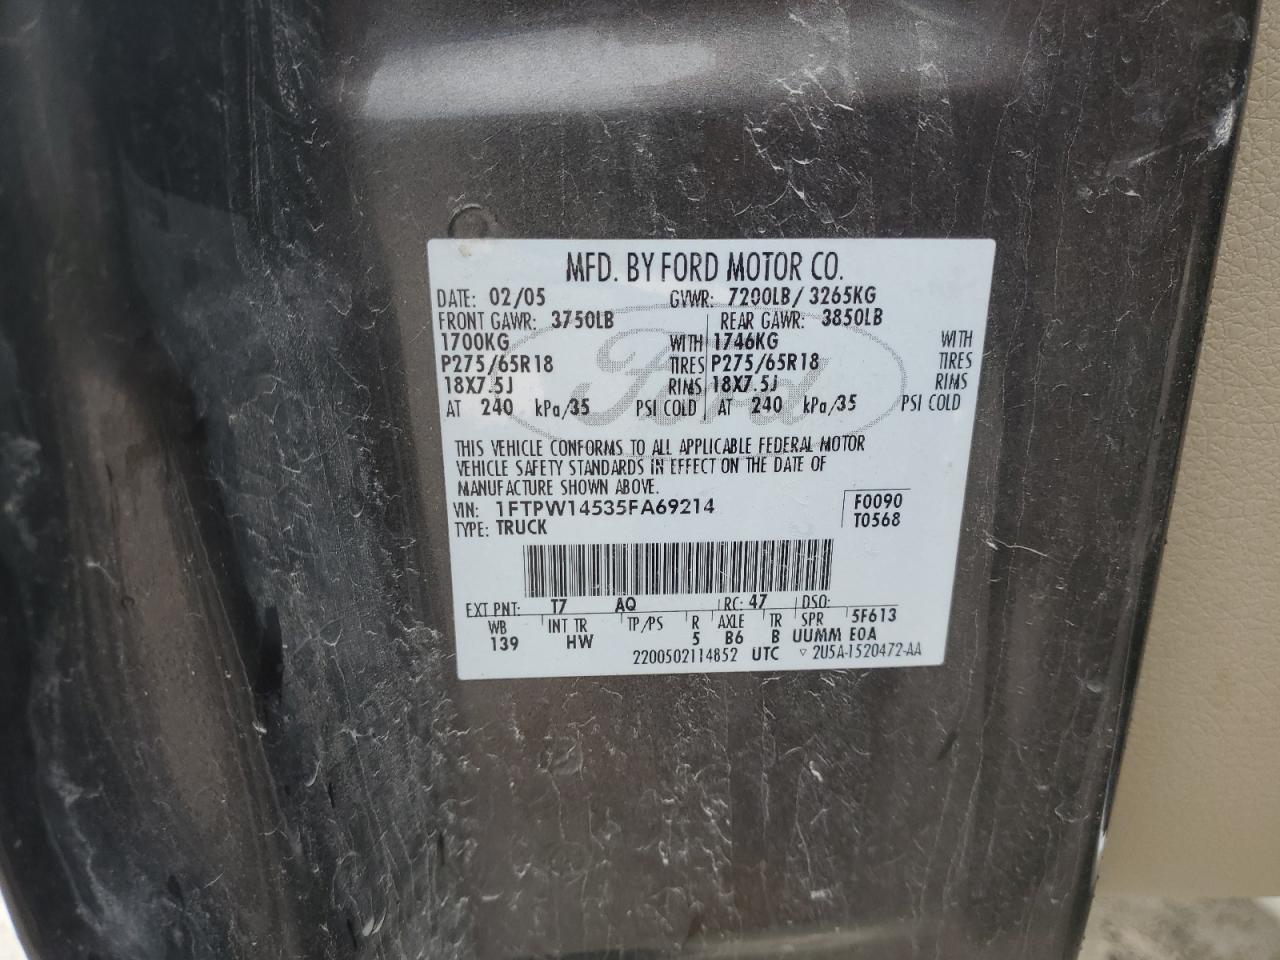 MFD. BY FORD MOTOR CO.
DATE: 02/05 GVWR: 7200LB/ 3265KG
FRONT GAWR: 3750LB REAR GAWR: 3850LB
1700KG WITH 1746KG WITH
P275/65R18 TIRES P275/65R18 TIRES
18X7.5J RIMS 18X7.5J RIMS
AT 240 kPa/35 PSI COLD AT 240 kPa/35 PSI COLD
Ford
THIS VEHICLE CONFORMS TO ALL APPLICABLE FEDERAL MOTOR
VEHICLE SAFETY STANDARDS IN EFFECT ON THE DATE OF
MANUFACTURE SHOWN ABOVE.
VIN: 1FTPW14535FA69214 F0090
TYPE: TRUCK T0568
EXT PNT: T7 AQ RC: 47 DSO:
WB INT TR TP/PS R AXLE TR SPR 5F613
139 HW 5 B6 B UUMM E0A
2200502114852 UTC ▽ 2U5A-1520472-AA